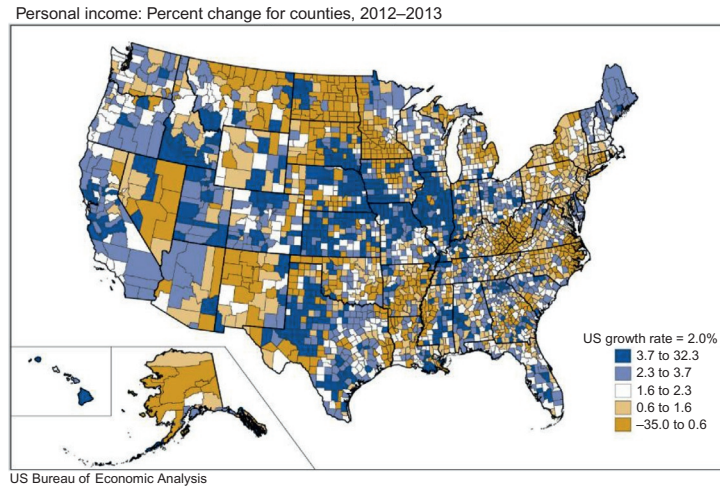 Personal income: Percent change for counties, 2012–2013
US growth rate = 2.0%
3.7 to 32.3
2.3 to 3.7
1.6 to 2.3
0.6 to 1.6
–35.0 to 0.6
US Bureau of Economic Analysis